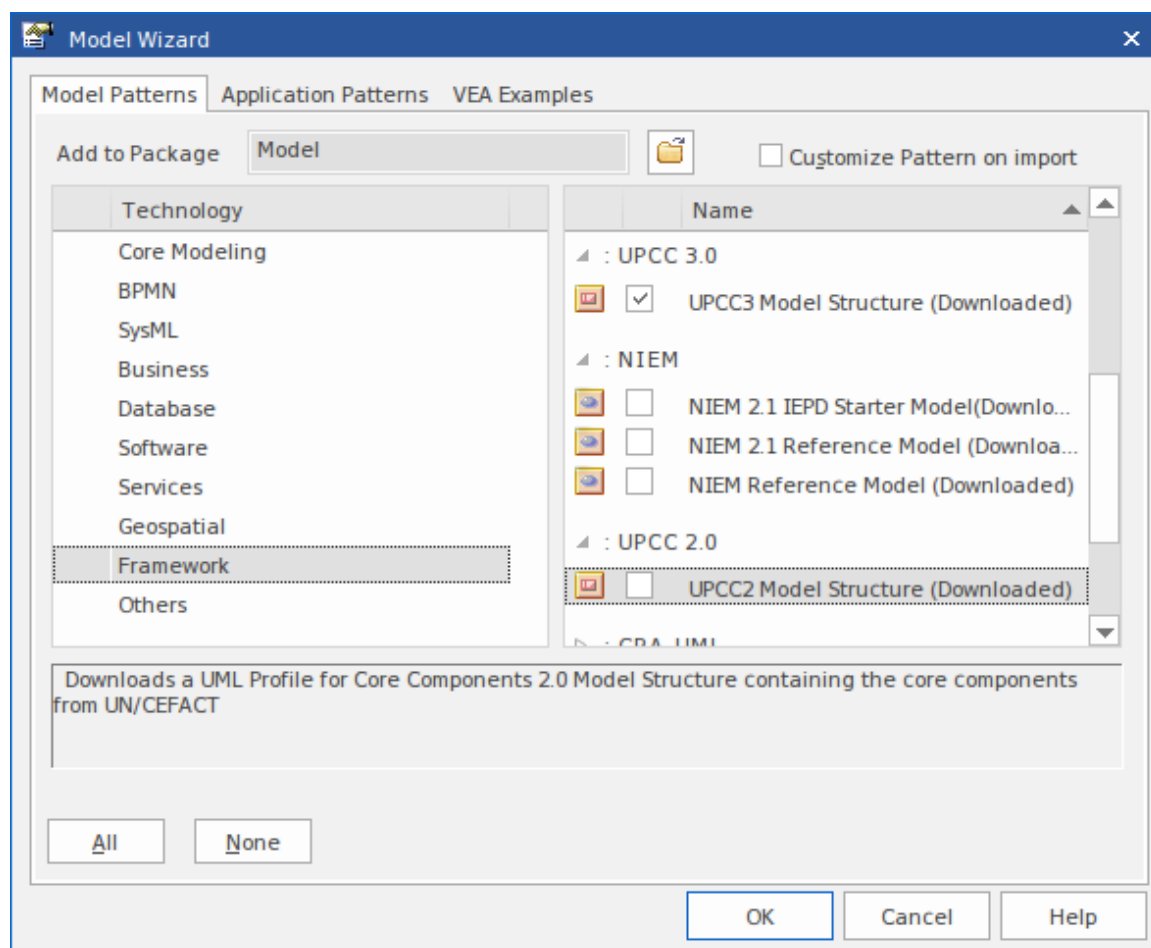 Model Wizard
Model Patterns Application Patterns VEA Examples
Add to Package Model Customize Pattern on import
Technology
Core Modeling
BPMN
SysML
Business
Database
Software
Services
Geospatial
Framework
Others
Name
: UPCC 3.0
UPCC3 Model Structure (Downloaded)
: NIEM
NIEM 2.1 IEPD Starter Model(Downlo...
NIEM 2.1 Reference Model (Downloa...
NIEM Reference Model (Downloaded)
: UPCC 2.0
UPCC2 Model Structure (Downloaded)
Downloads a UML Profile for Core Components 2.0 Model Structure containing the core components
from UN/CEFACT
All None
OK Cancel Help